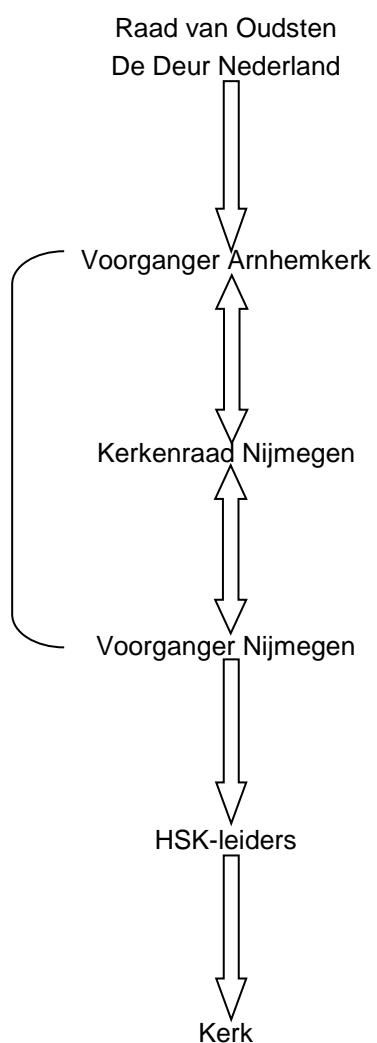 Raad van Oudsten
De Deur Nederland
Voorganger Arnhemkerk
Kerkenraad Nijmegen
Voorganger Nijmegen
HSK-leiders
Kerk